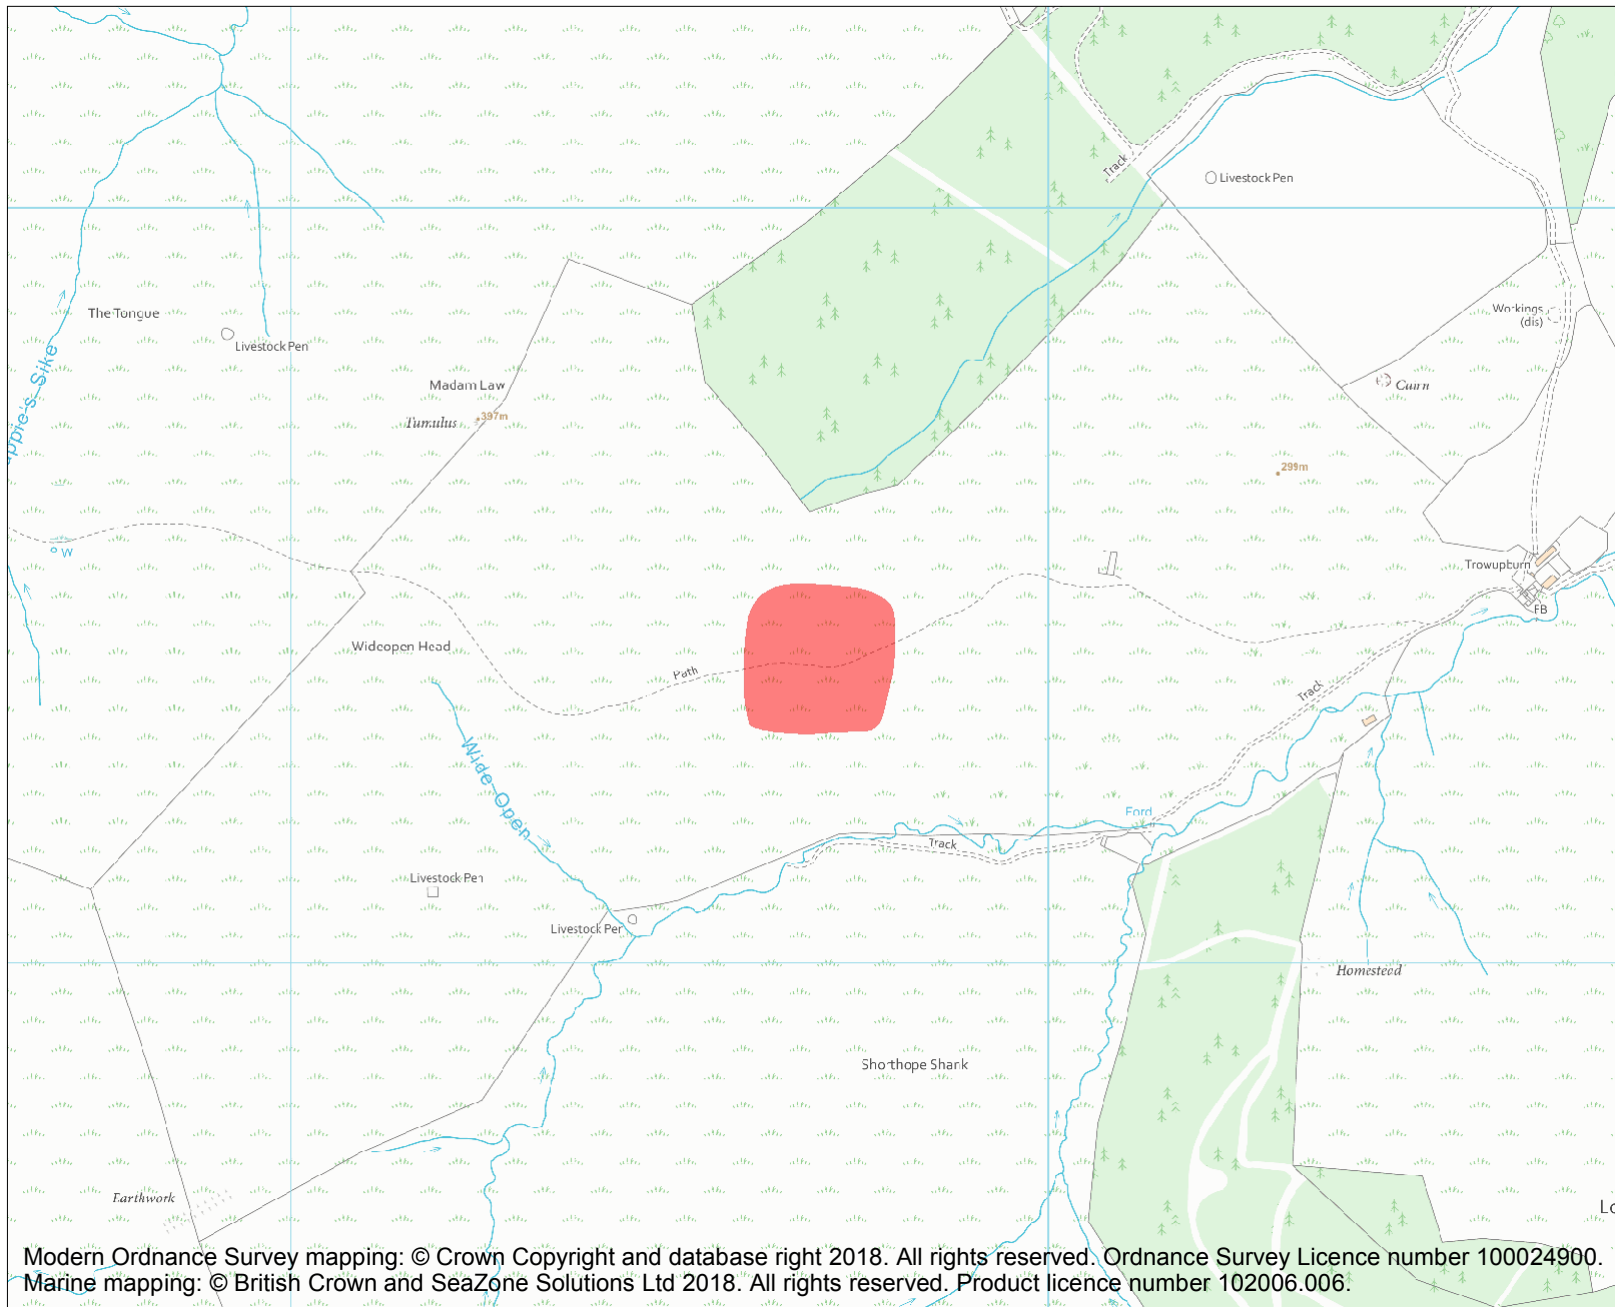 Track
Livestock Pen
The Tongue
Livestock Pen
Workings
(dis)
Madam Law
Cairn
Tumulus
397m
299m
W
Trowupburn
FB
Wideopen Head
Path
Track
Wide Open
Ford
Track
Livestock Pen
Livestock Pen
Homestead
Shorthope Shank
Earthwork
Modern Ordnance Survey mapping: © Crown Copyright and database right 2018. All rights reserved. Ordnance Survey Licence number 100024900.
Marine mapping: © British Crown and SeaZone Solutions Ltd 2018. All rights reserved. Product licence number 102006.006.